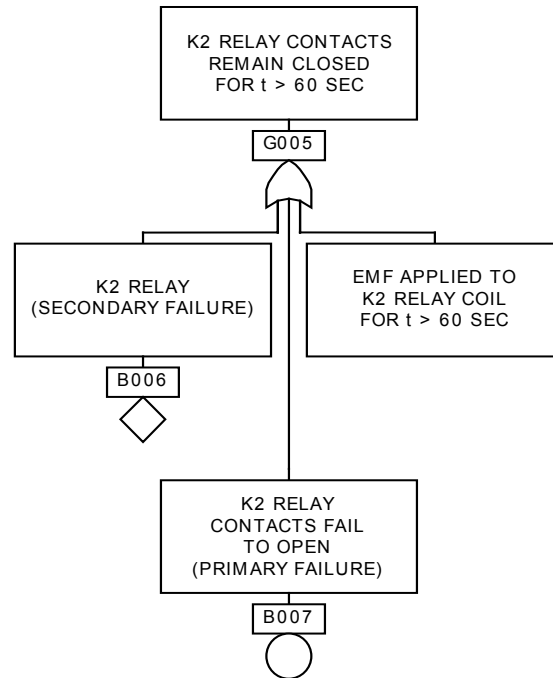 K2 RELAY CONTACTS
REMAIN CLOSED
FOR t > 60 SEC
G005
K2 RELAY
(SECONDARY FAILURE)
B006
EMF APPLIED TO
K2 RELAY COIL
FOR t > 60 SEC
K2 RELAY
CONTACTS FAIL
TO OPEN
(PRIMARY FAILURE)
B007